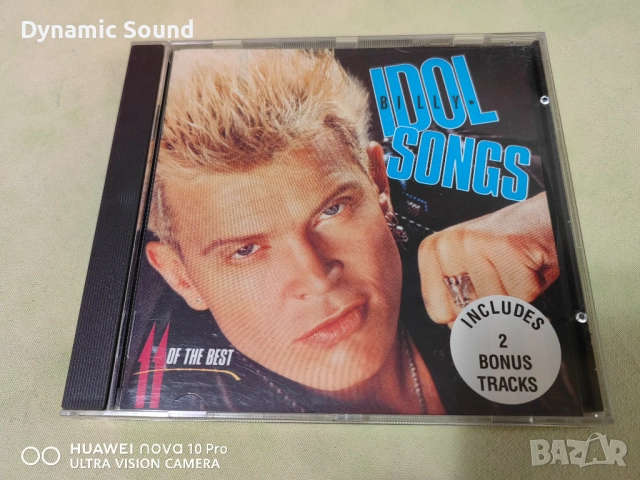 Dynamic Sound
IDOL
BILLY
SONGS
11 OF THE BEST
INCLUDES
2
BONUS
TRACKS
HUAWEI nova 10 Pro
ULTRA VISION CAMERA
BAZAR